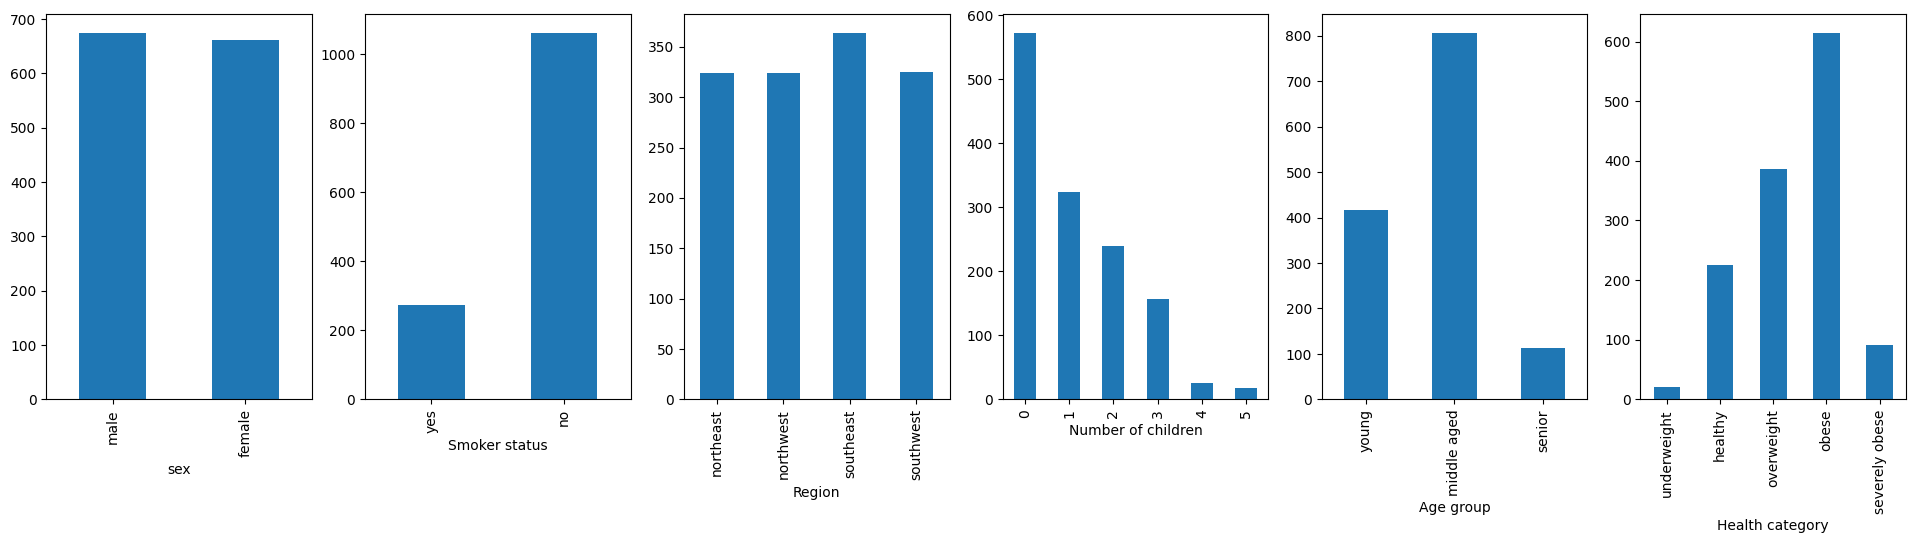 700
600
500
400
300
200
100
0
male
female
sex
1000
800
600
400
200
0
yes
no
Smoker status
350
300
250
200
150
100
50
0
northeast
northwest
southeast
southwest
Region
600
500
400
300
200
100
0
0
1
2
3
4
5
Number of children
800
700
600
500
400
300
200
100
0
young
middle aged
senior
Age group
600
500
400
300
200
100
0
underweight
healthy
overweight
obese
severely obese
Health category